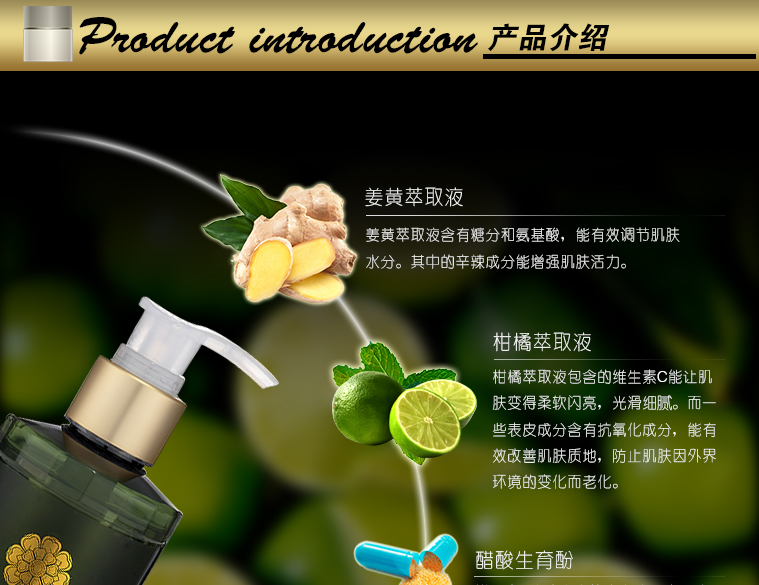 Product introduction 产品介绍
姜黄萃取液
姜黄萃取液含有糖分和氨基酸，能有效调节肌肤
水分。其中的辛辣成分能增强肌肤活力。
柑橘萃取液
柑橘萃取液包含的维生素C能让肌
肤变得柔软闪亮，光滑细腻。而一
些表皮成分含有抗氧化成分，能有
效改善肌肤质地，防止肌肤因外界
环境的变化而老化。
醋酸生育酚